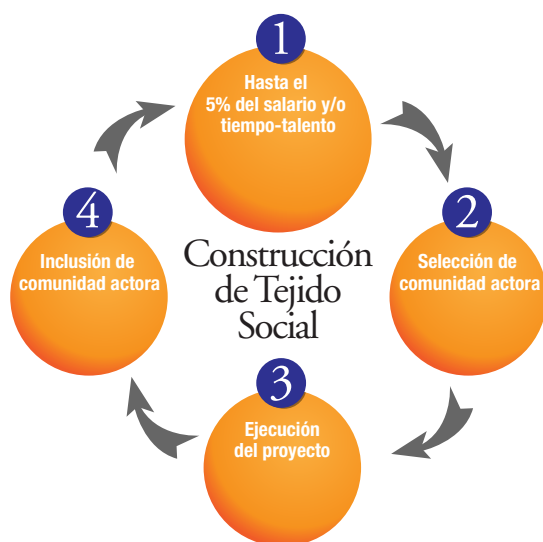 1
Hasta el
5% del salario y/o
tiempo-talento
2
Selección de
comunidad actora
3
Ejecución
del proyecto
4
Inclusión de
comunidad actora
Construcción
de Tejido
Social